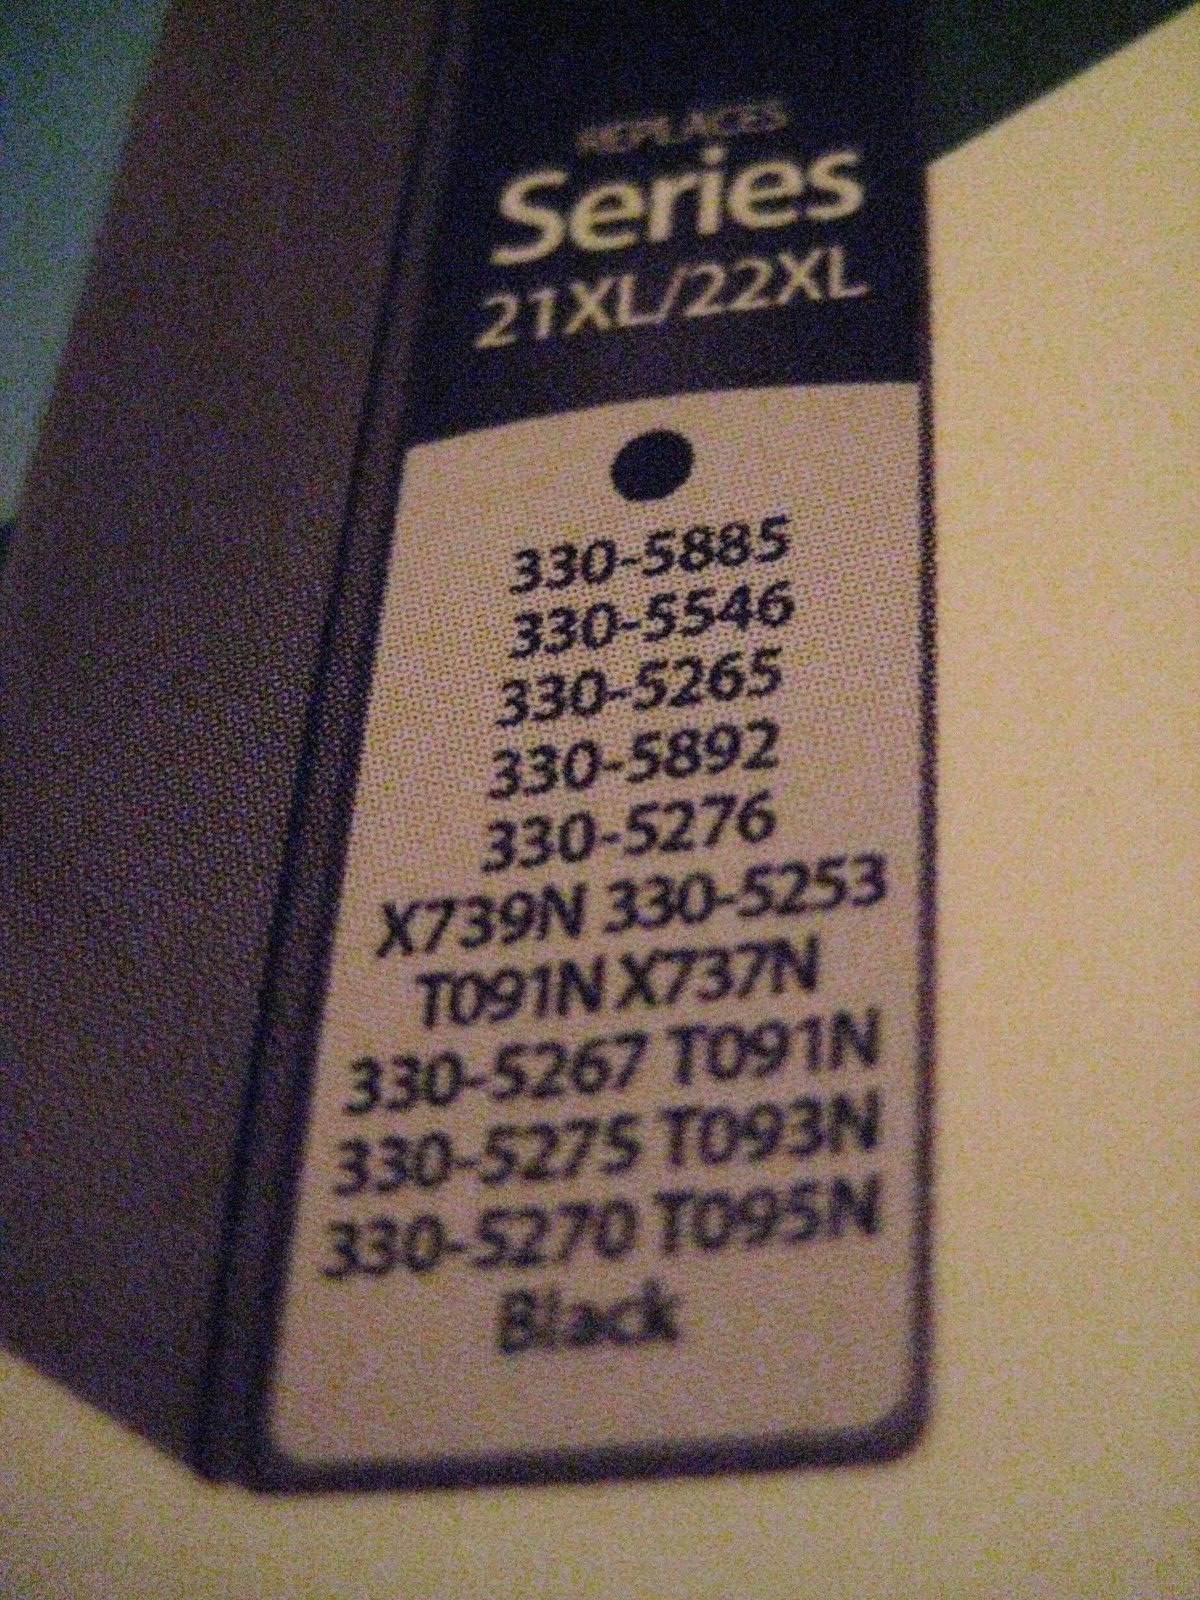 REPLACES
Series
21XL/22XL
330-5885
330-5546
330-5265
330-5892
330-5276
X739N 330-5253
T091N X737N
330-5267 T091N
330-5275 T093N
330-5270 T095N
Black